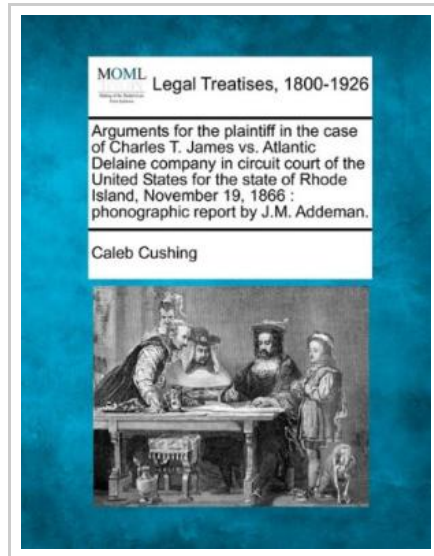 MOML
Legal Treatises, 1800-1926
Arguments for the plaintiff in the case
of Charles T. James vs. Atlantic
Delaine company in circuit court of the
United States for the state of Rhode
Island, November 19, 1866 :
phonographic report by J.M. Addeman.
Caleb Cushing